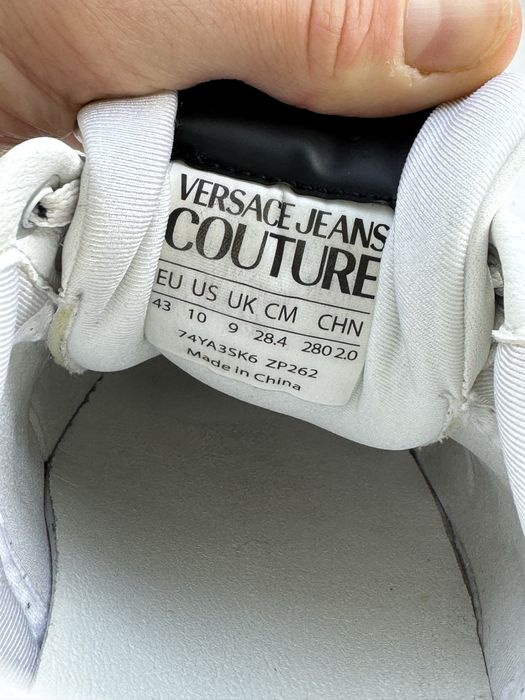 VERSACE JEANS
COUTURE
EU US UK CM CHN
43 10 9 28.4 280 2.0
74YA3SK6 ZP262
Made in China